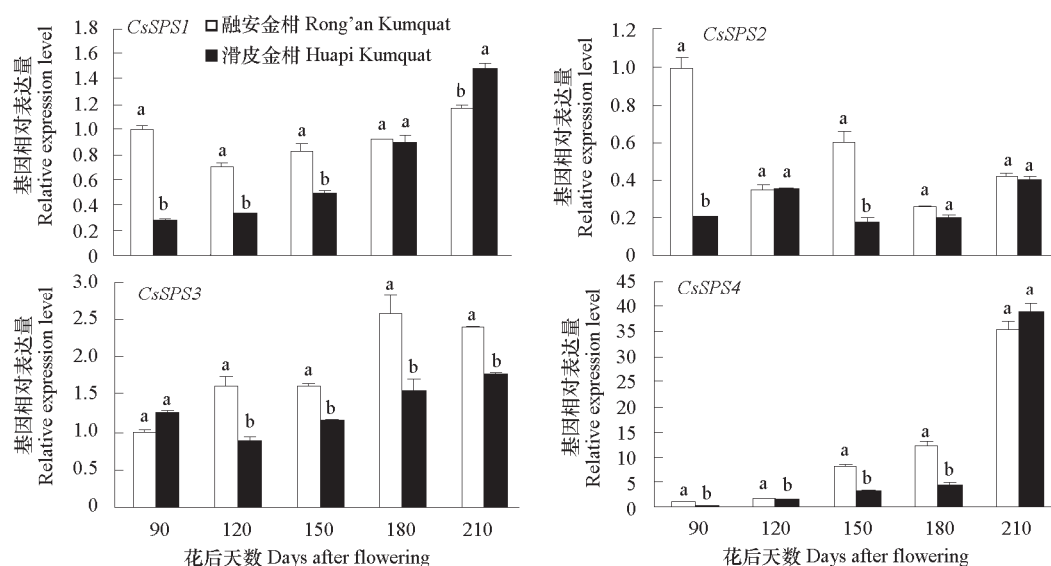 CsSPS1
融安金柑 Rong'an Kumquat
滑皮金柑 Huapi Kumquat
基因相对表达量
Relative expression level
1.8
1.6
1.4
1.2
1.0
0.8
0.6
0.4
0.2
0
a
b
a
b
a
b
a
a
b
a
CsSPS2
基因相对表达量
Relative expression level
1.2
1.0
0.8
0.6
0.4
0.2
0
a
b
a
a
a
b
a
a
a
a
CsSPS3
基因相对表达量
Relative expression level
3.0
2.5
2.0
1.5
1.0
0.5
0
a
a
a
b
a
b
a
b
a
b
90
120
150
180
210
花后天数 Days after flowering
CsSPS4
基因相对表达量
Relative expression level
45
40
35
30
25
20
15
10
5
0
a
b
a
a
a
b
a
b
a
a
90
120
150
180
210
花后天数 Days after flowering